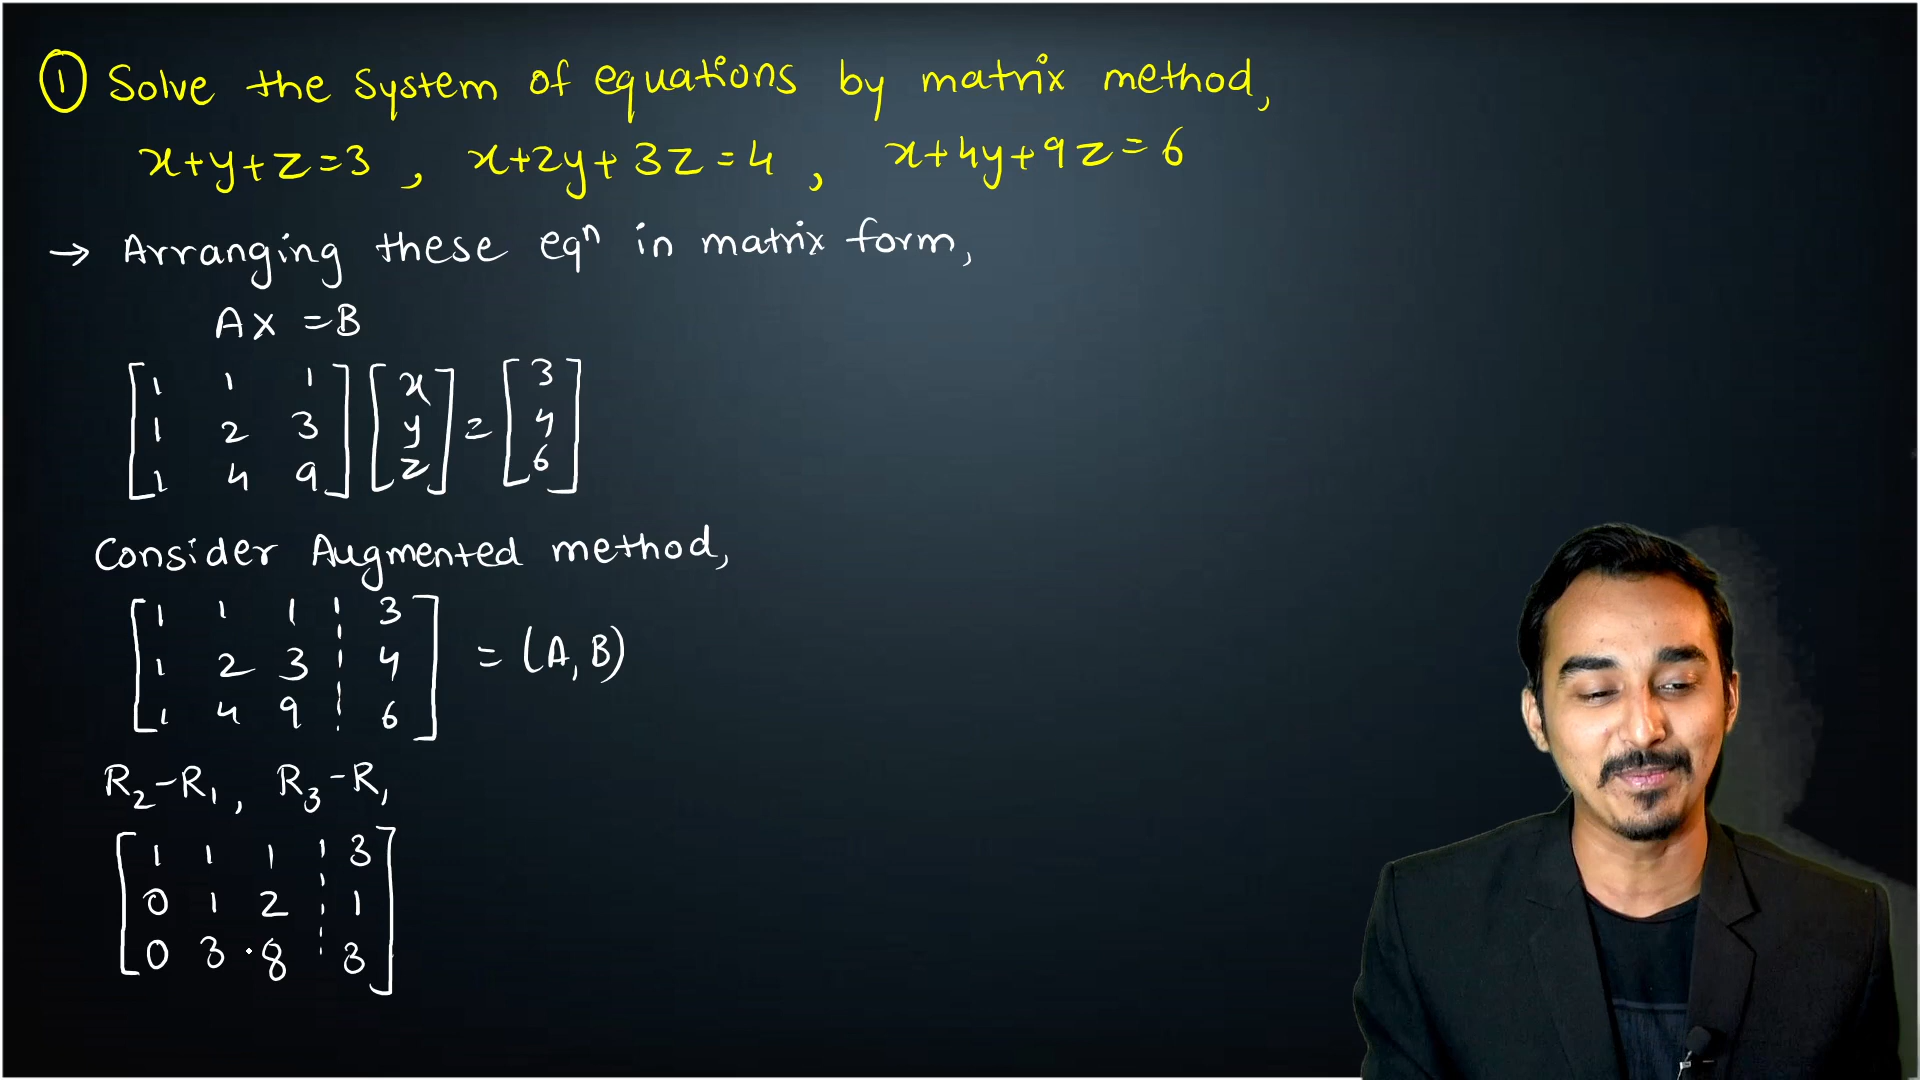 ① Solve the system of equations by matrix method,
x+y+z=3 , x+2y+3z=4 , x+4y+9z=6
→ Arranging these eqⁿ in matrix form,
AX = B
[1 1 1] [x] [3]
[1 2 3] [y] = [4]
[1 4 9] [z] [6]
Consider Augmented method,
[1 1 1 ¦ 3]
[1 2 3 ¦ 4] = (A, B)
[1 4 9 ¦ 6]
R₂-R₁, R₃-R₁
[1 1 1 ¦ 3]
[0 1 2 ¦ 1]
[0 3 8 ¦ 3]